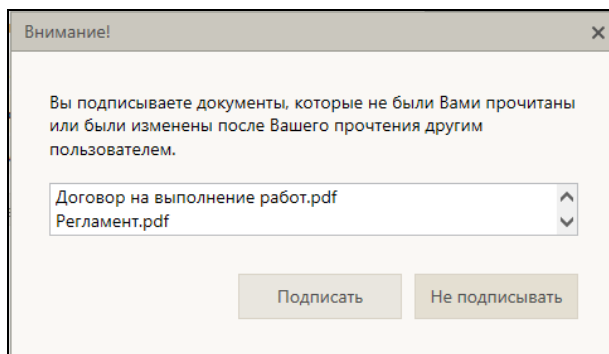 Внимание!
Вы подписываете документы, которые не были Вами прочитаны
или были изменены после Вашего прочтения другим
пользователем.
Договор на выполнение работ.pdf
Регламент.pdf
Подписать
Не подписывать